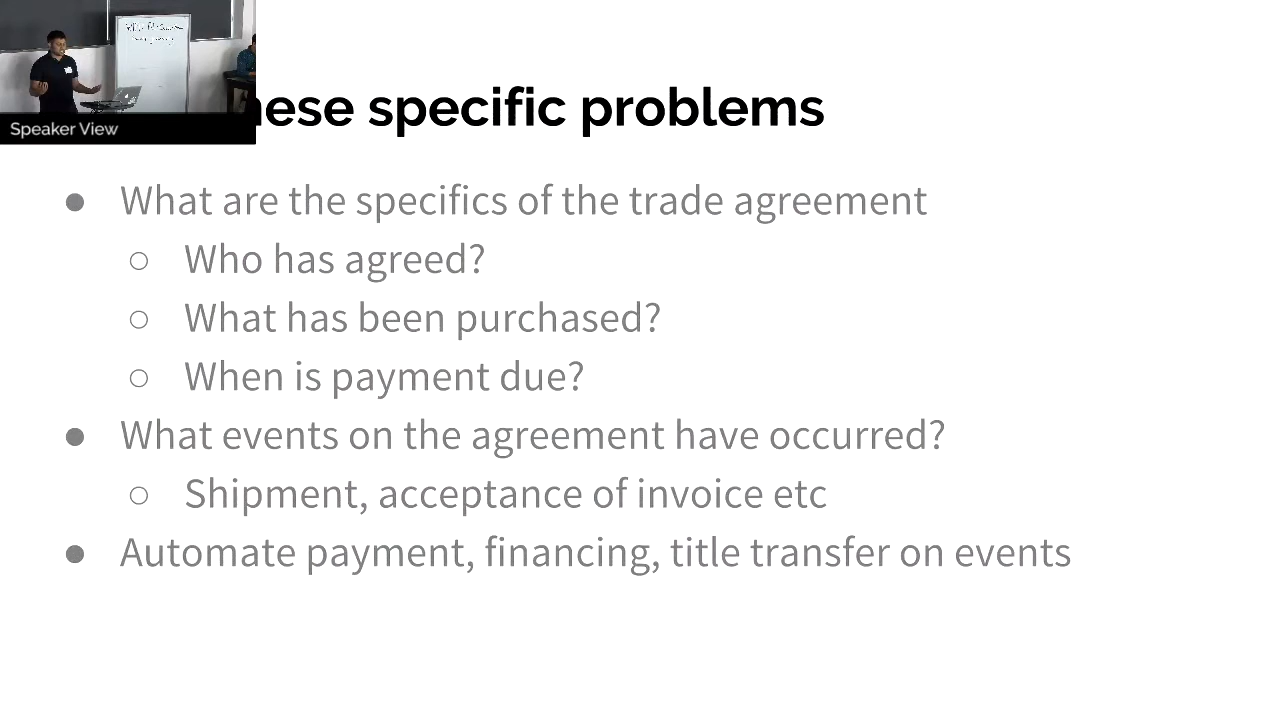 Speaker View
hese specific problems
● What are the specifics of the trade agreement
○ Who has agreed?
○ What has been purchased?
○ When is payment due?
● What events on the agreement have occurred?
○ Shipment, acceptance of invoice etc
● Automate payment, financing, title transfer on events